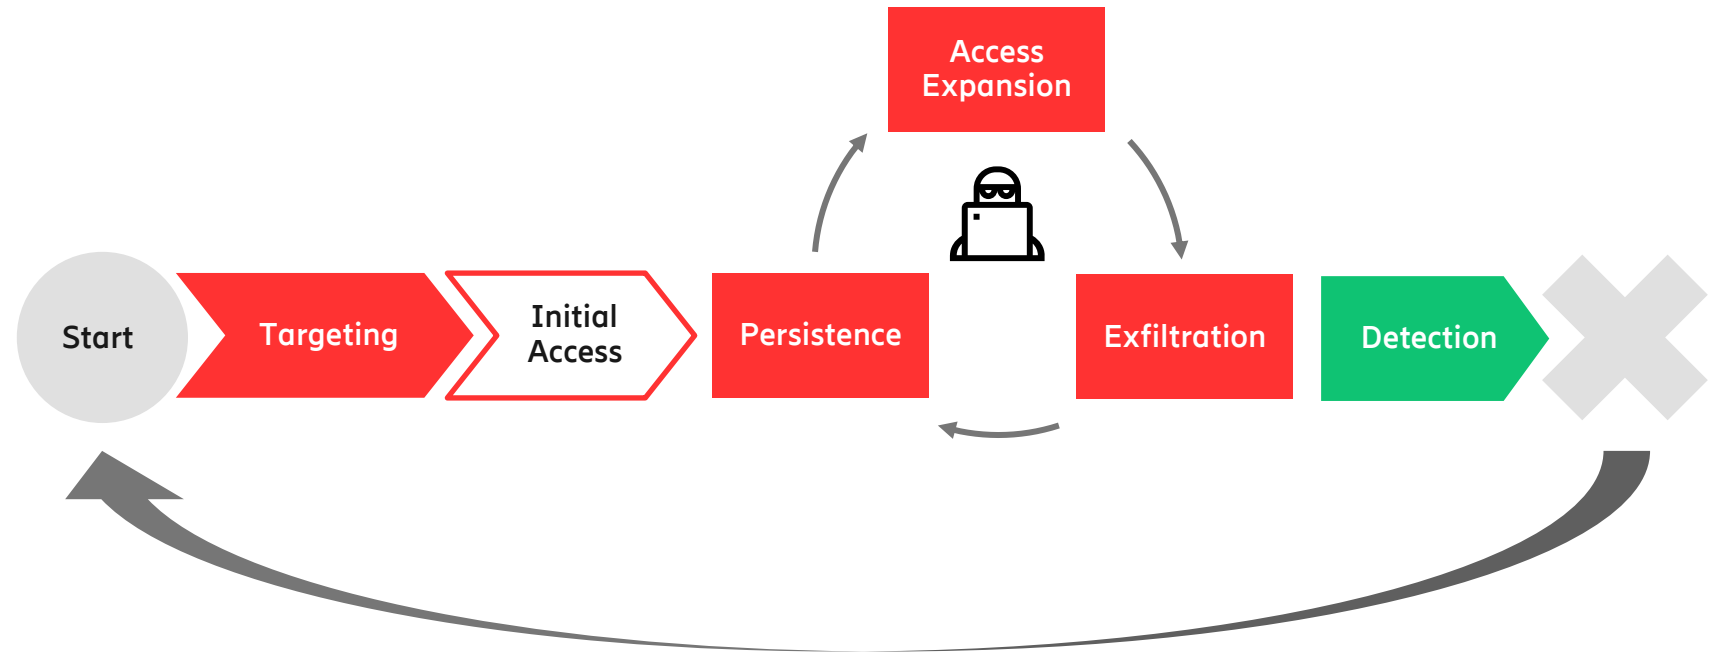 Access
Expansion
Start
Targeting
Initial
Access
Persistence
Exfiltration
Detection